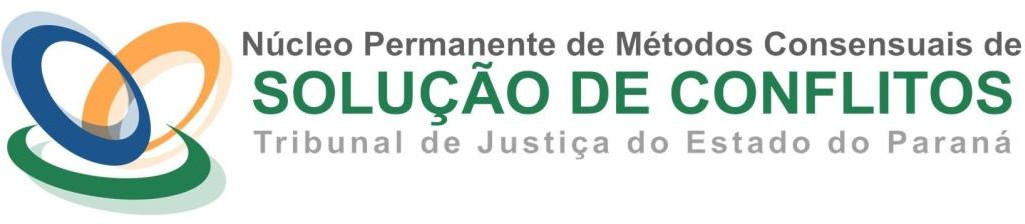 Núcleo Permanente de Métodos Consensuais de
SOLUÇÃO DE CONFLITOS
Tribunal de Justiça do Estado do Paraná